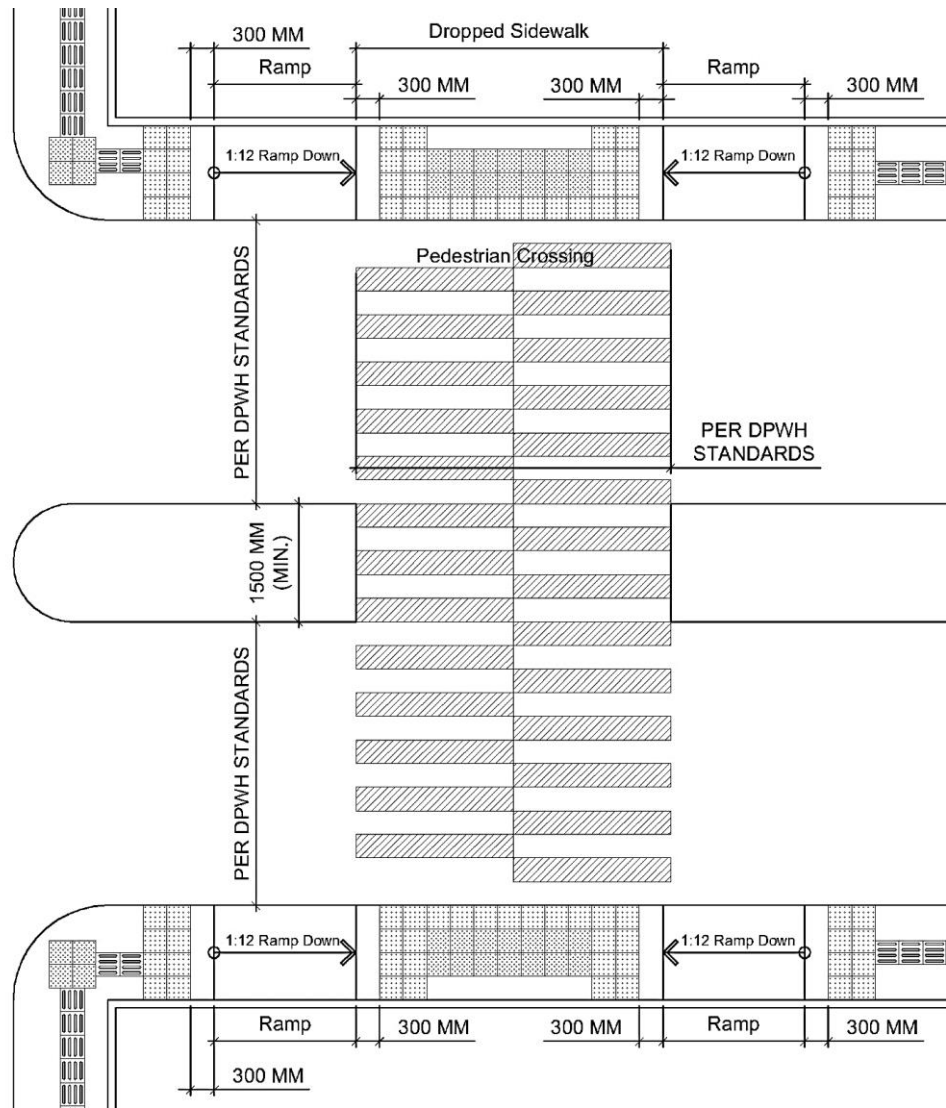 300 MM
Dropped Sidewalk
Ramp
Ramp
300 MM
300 MM
300 MM
1:12 Ramp Down
1:12 Ramp Down
Pedestrian Crossing
PER DPWH STANDARDS
PER DPWH
STANDARDS
1500 MM
(MIN.)
PER DPWH STANDARDS
1:12 Ramp Down
1:12 Ramp Down
Ramp
300 MM
300 MM
Ramp
300 MM
300 MM